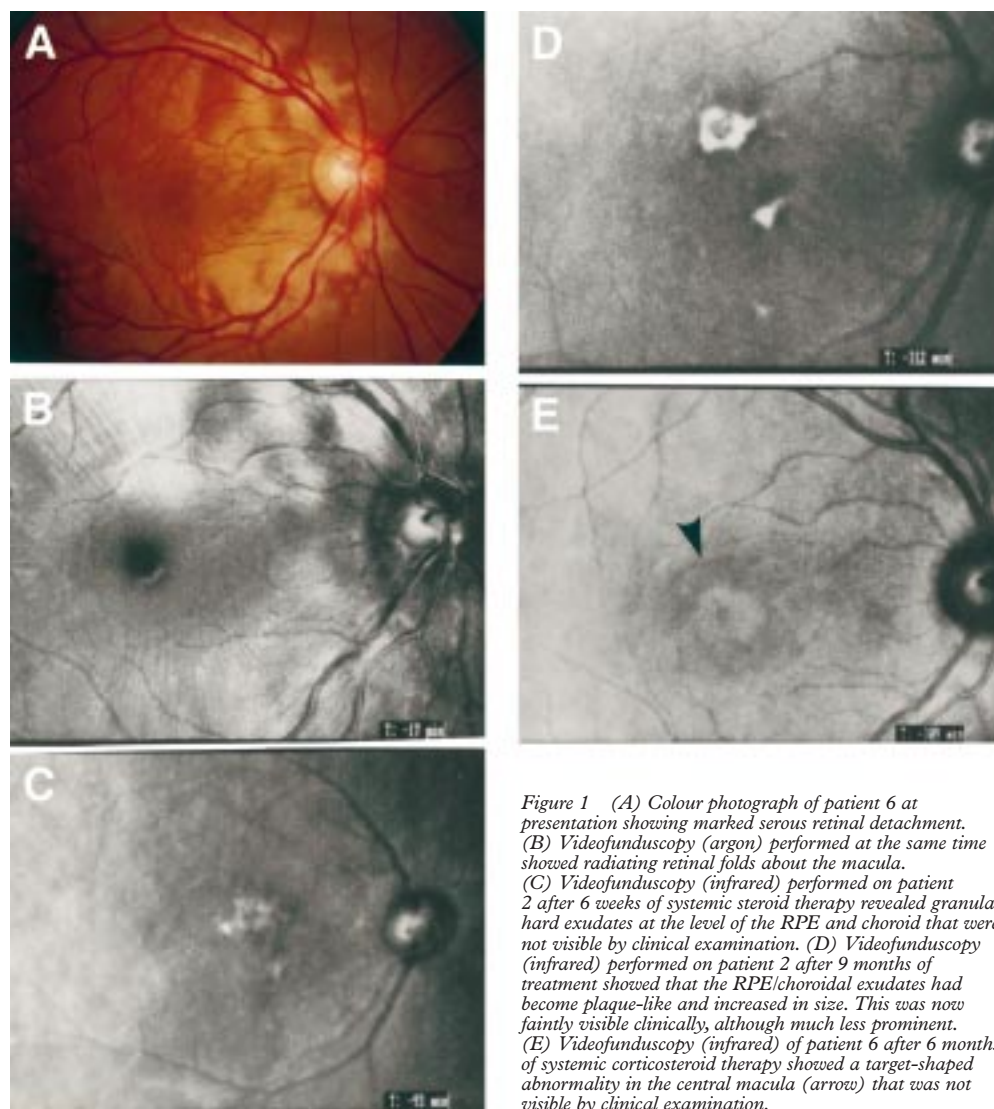 A
B
C
D
E
Figure 1 (A) Colour photograph of patient 6 at
presentation showing marked serous retinal detachment.
(B) Videofunduscopy (argon) performed at the same time
showed radiating retinal folds about the macula.
(C) Videofunduscopy (infrared) performed on patient
2 after 6 weeks of systemic steroid therapy revealed granula
hard exudates at the level of the RPE and choroid that were
not visible by clinical examination. (D) Videofunduscopy
(infrared) performed on patient 2 after 9 months of
treatment showed that the RPE/choroidal exudates had
become plaque-like and increased in size. This was now
faintly visible clinically, although much less prominent.
(E) Videofunduscopy (infrared) of patient 6 after 6 months
of systemic corticosteroid therapy showed a target-shaped
abnormality in the central macula (arrow) that was not
visible by clinical examination.